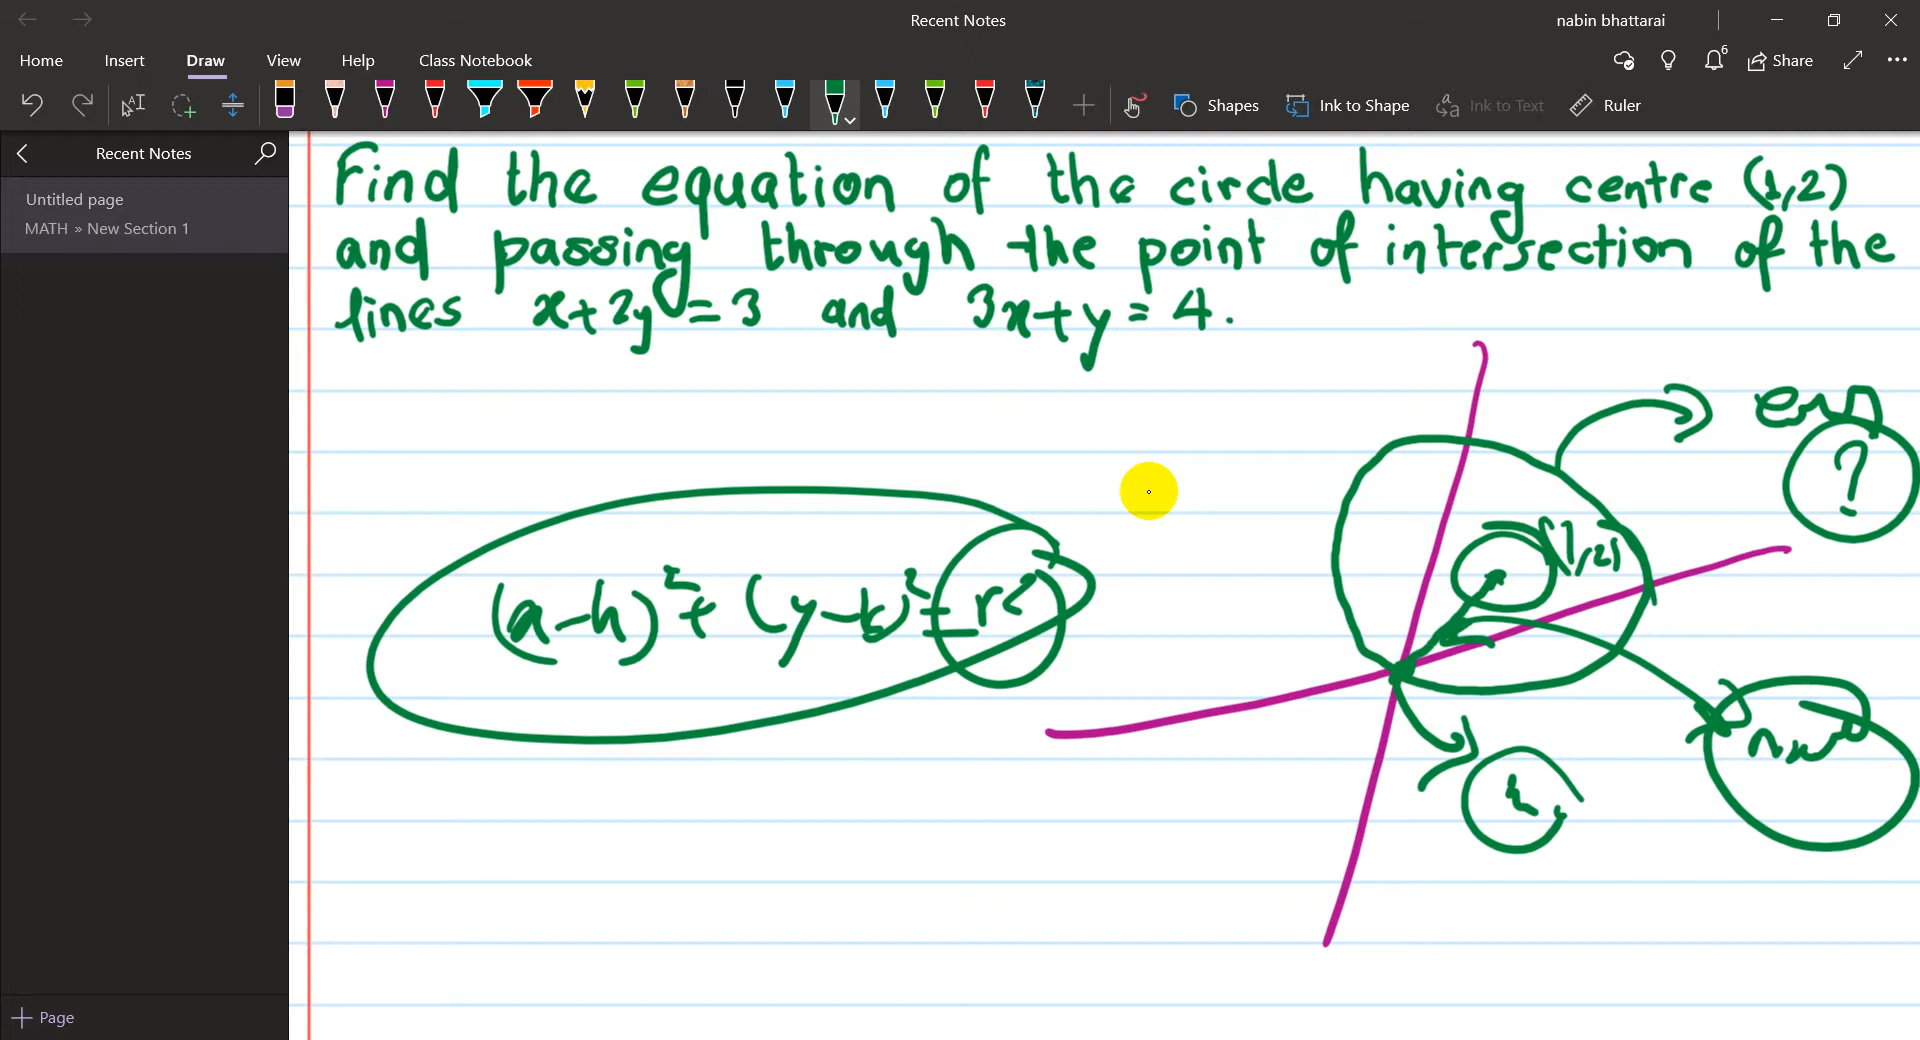 Recent Notes
nabin bhattarai
Home Insert Draw View Help Class Notebook
6
Share
Shapes Ink to Shape Ink to Text Ruler
Recent Notes
Untitled page
MATH » New Section 1
Find the equation of the circle having centre (1,2)
and passing through the point of intersection of the
lines x+2y=3 and 3x+y=4.
?
(1,2)
(x-h)²+(y-k)²=r²
Page